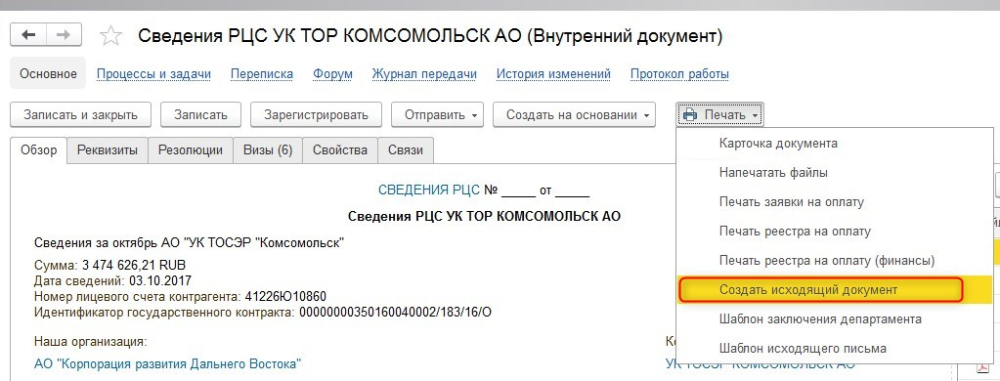 Сведения РЦС УК ТОР КОМСОМОЛЬСК АО (Внутренний документ)
Основное Процессы и задачи Переписка Форум Журнал передачи История изменений Протокол работы
Записать и закрыть Записать Зарегистрировать Отправить Создать на основании Печать
Обзор Реквизиты Резолюции Визы (6) Свойства Связи
Карточка документа
Напечатать файлы
Печать заявки на оплату
Печать реестра на оплату
Печать реестра на оплату (финансы)
Создать исходящий документ
Шаблон заключения департамента
Шаблон исходящего письма
СВЕДЕНИЯ РЦС № _____ от _____
Сведения РЦС УК ТОР КОМСОМОЛЬСК АО
Сведения за октябрь АО "УК ТОСЭР "Комсомольск"
Сумма: 3 474 626,21 RUB
Дата сведений: 03.10.2017
Номер лицевого счета контрагента: 41226Ю10860
Идентификатор государственного контракта: 00000000350160040002/183/16/О
Наша организация:
АО "Корпорация развития Дальнего Востока" УК ТОСЭР "КОМСОМОЛЬСК" АО